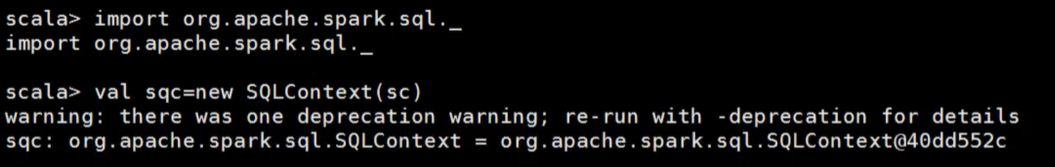 scala> import org.apache.spark.sql._
import org.apache.spark.sql._
scala> val sqc=new SQLContext(sc)
warning: there was one deprecation warning; re-run with -deprecation for details
sqc: org.apache.spark.sql.SQLContext = org.apache.spark.sql.SQLContext@40dd552c